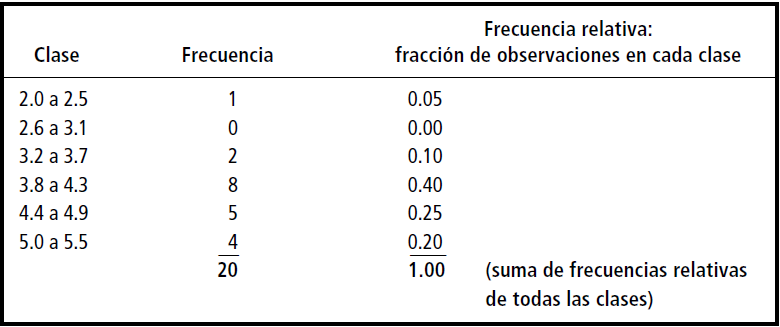 Frecuencia relativa:
Clase Frecuencia fracción de observaciones en cada clase
2.0 a 2.5 1 0.05
2.6 a 3.1 0 0.00
3.2 a 3.7 2 0.10
3.8 a 4.3 8 0.40
4.4 a 4.9 5 0.25
5.0 a 5.5 4 0.20
20 1.00 (suma de frecuencias relativas
de todas las clases)